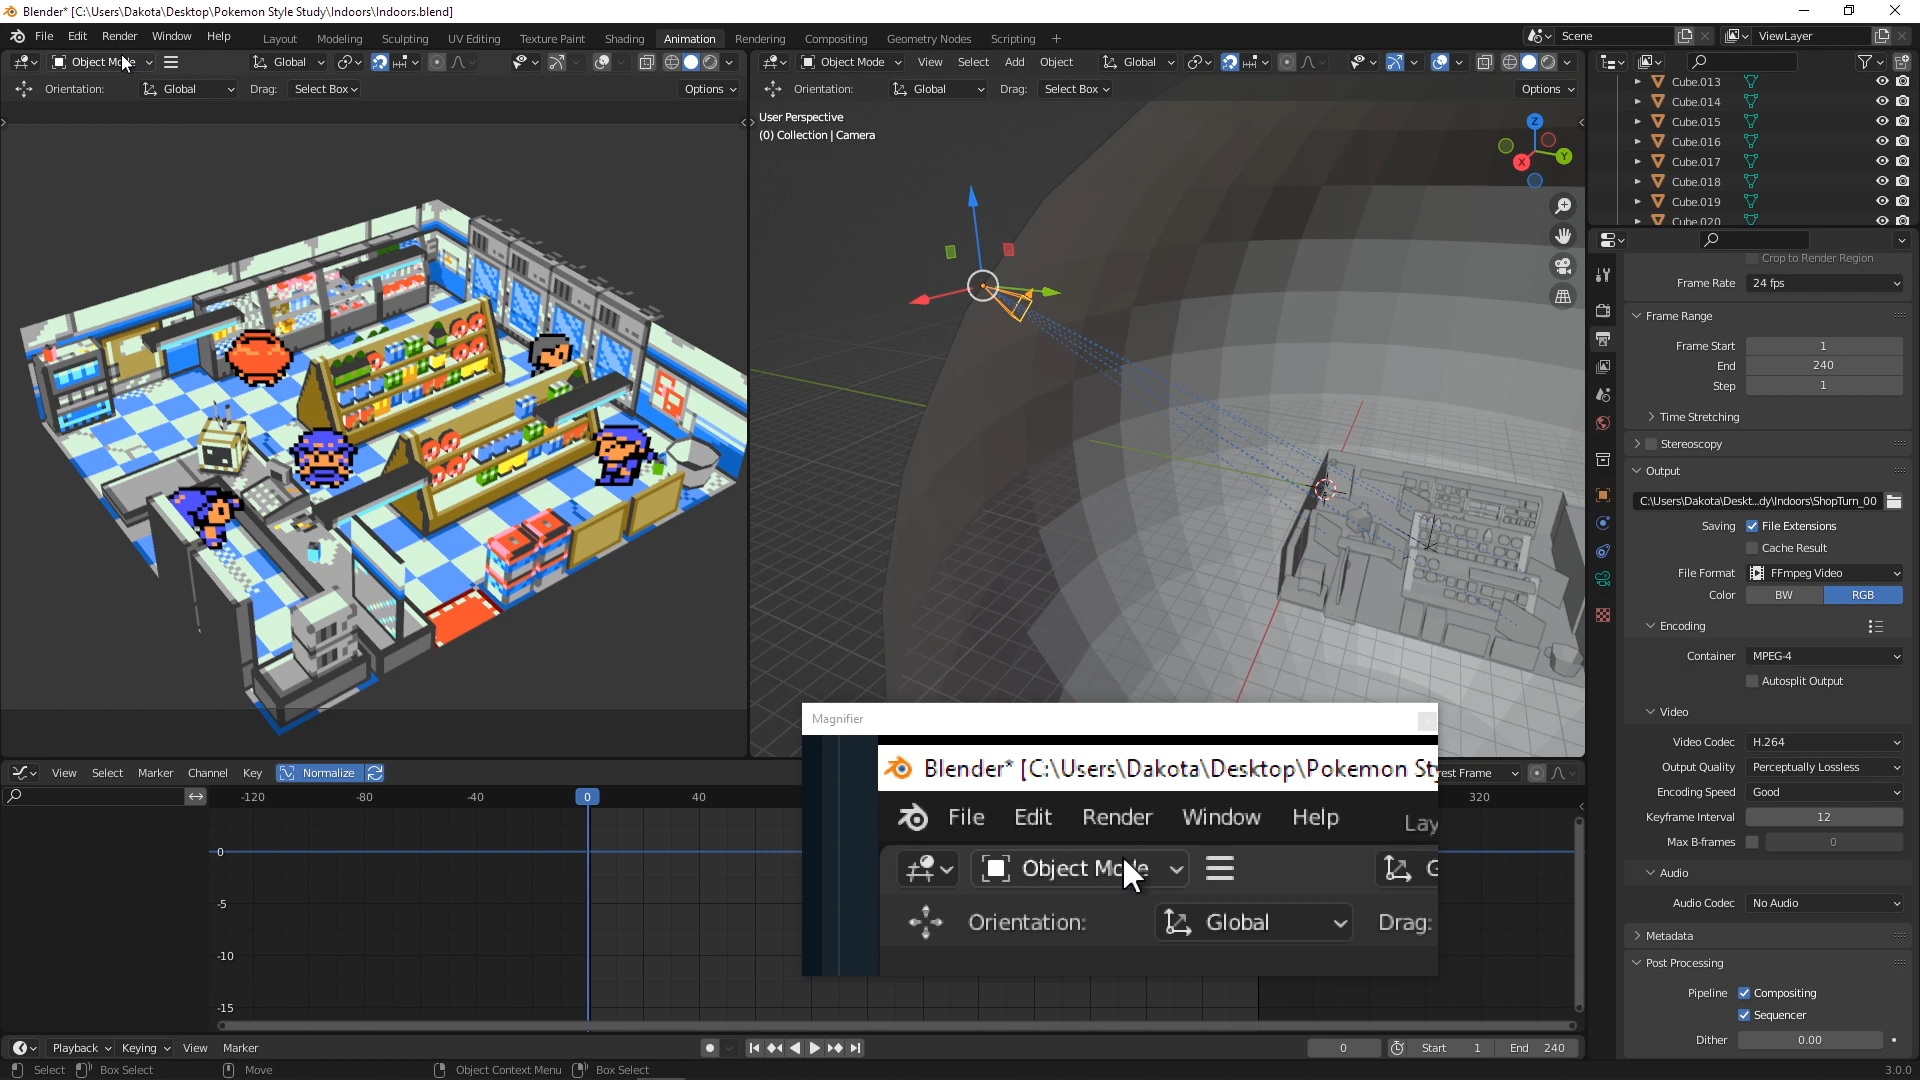 Blender* [C:\Users\Dakota\Desktop\Pokemon Style Study\Indoors\Indoors.blend]
File Edit Render Window Help Layout Modeling Sculpting UV Editing Texture Paint Shading Animation Rendering Compositing Geometry Nodes Scripting + Scene ViewLayer
Object Mode Global
Orientation: Global Drag: Select Box Options
Object Mode View Select Add Object Global
Orientation: Global Drag: Select Box Options
User Perspective
(0) Collection | Camera
Z
Y
X
Cube.013
Cube.014
Cube.015
Cube.016
Cube.017
Cube.018
Cube.019
Cube.020
Crop to Render Region
Frame Rate 24 fps
Frame Range
Frame Start 1
End 240
Step 1
Time Stretching
Stereoscopy
Output
C:\Users\Dakota\Deskt...dy\Indoors\ShopTurn_00
Saving File Extensions
Cache Result
File Format FFmpeg Video
Color BW RGB
Encoding
Container MPEG-4
Autosplit Output
Video
Video Codec H.264
Output Quality Perceptually Lossless
Encoding Speed Good
Keyframe Interval 12
Max B-frames 0
Audio
Audio Codec No Audio
Metadata
Post Processing
Pipeline Compositing
Sequencer
Dither 0.00
Magnifier
Blender* [C:\Users\Dakota\Desktop\Pokemon Sty
File Edit Render Window Help Lay
Object Mode
Orientation: Global Drag:
View Select Marker Channel Key Normalize est Frame
-120 -80 -40 0 40 320
0
-5
-10
-15
Playback Keying View Marker 0 Start 1 End 240
Select Box Select Move Object Context Menu Box Select 3.0.0